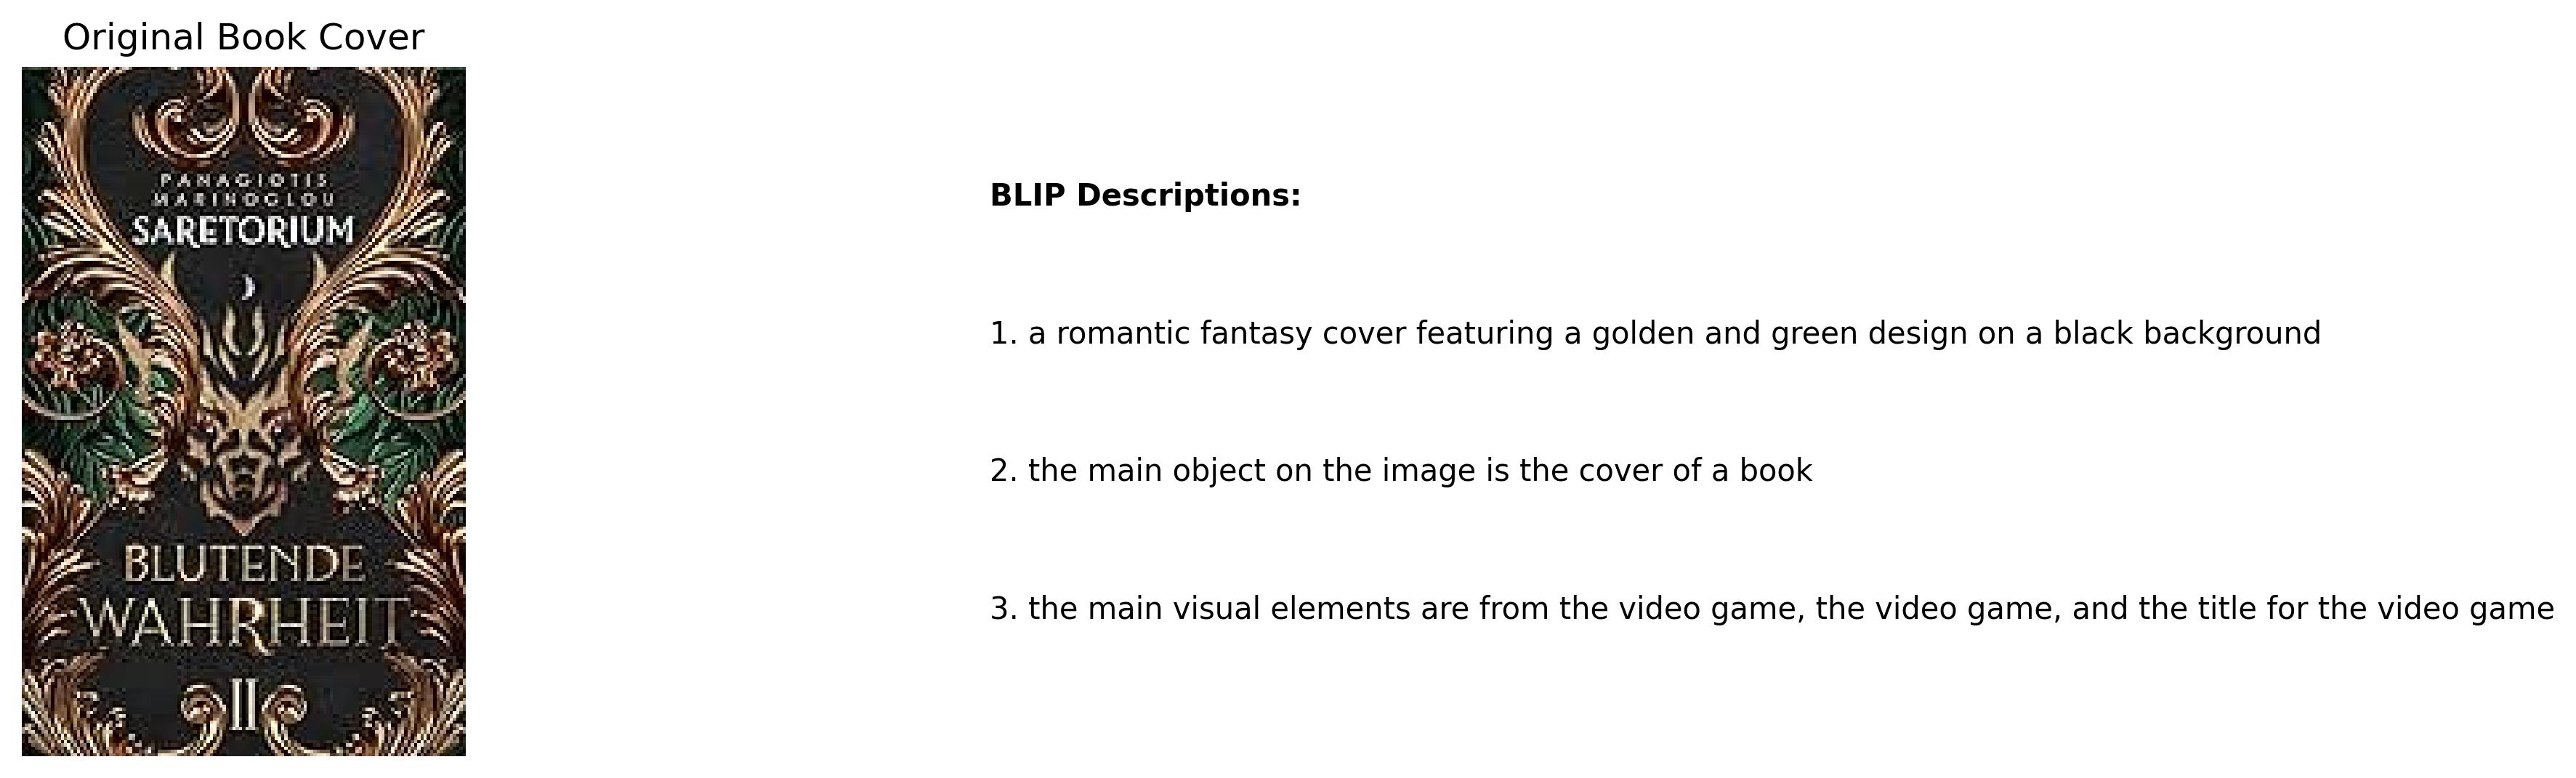 Original Book Cover
PANAGIOTIS
MARINOGLOU
SARETORIUM
BLUTENDE
WAHRHEIT
II
BLIP Descriptions:
1. a romantic fantasy cover featuring a golden and green design on a black background
2. the main object on the image is the cover of a book
3. the main visual elements are from the video game, the video game, and the title for the video game